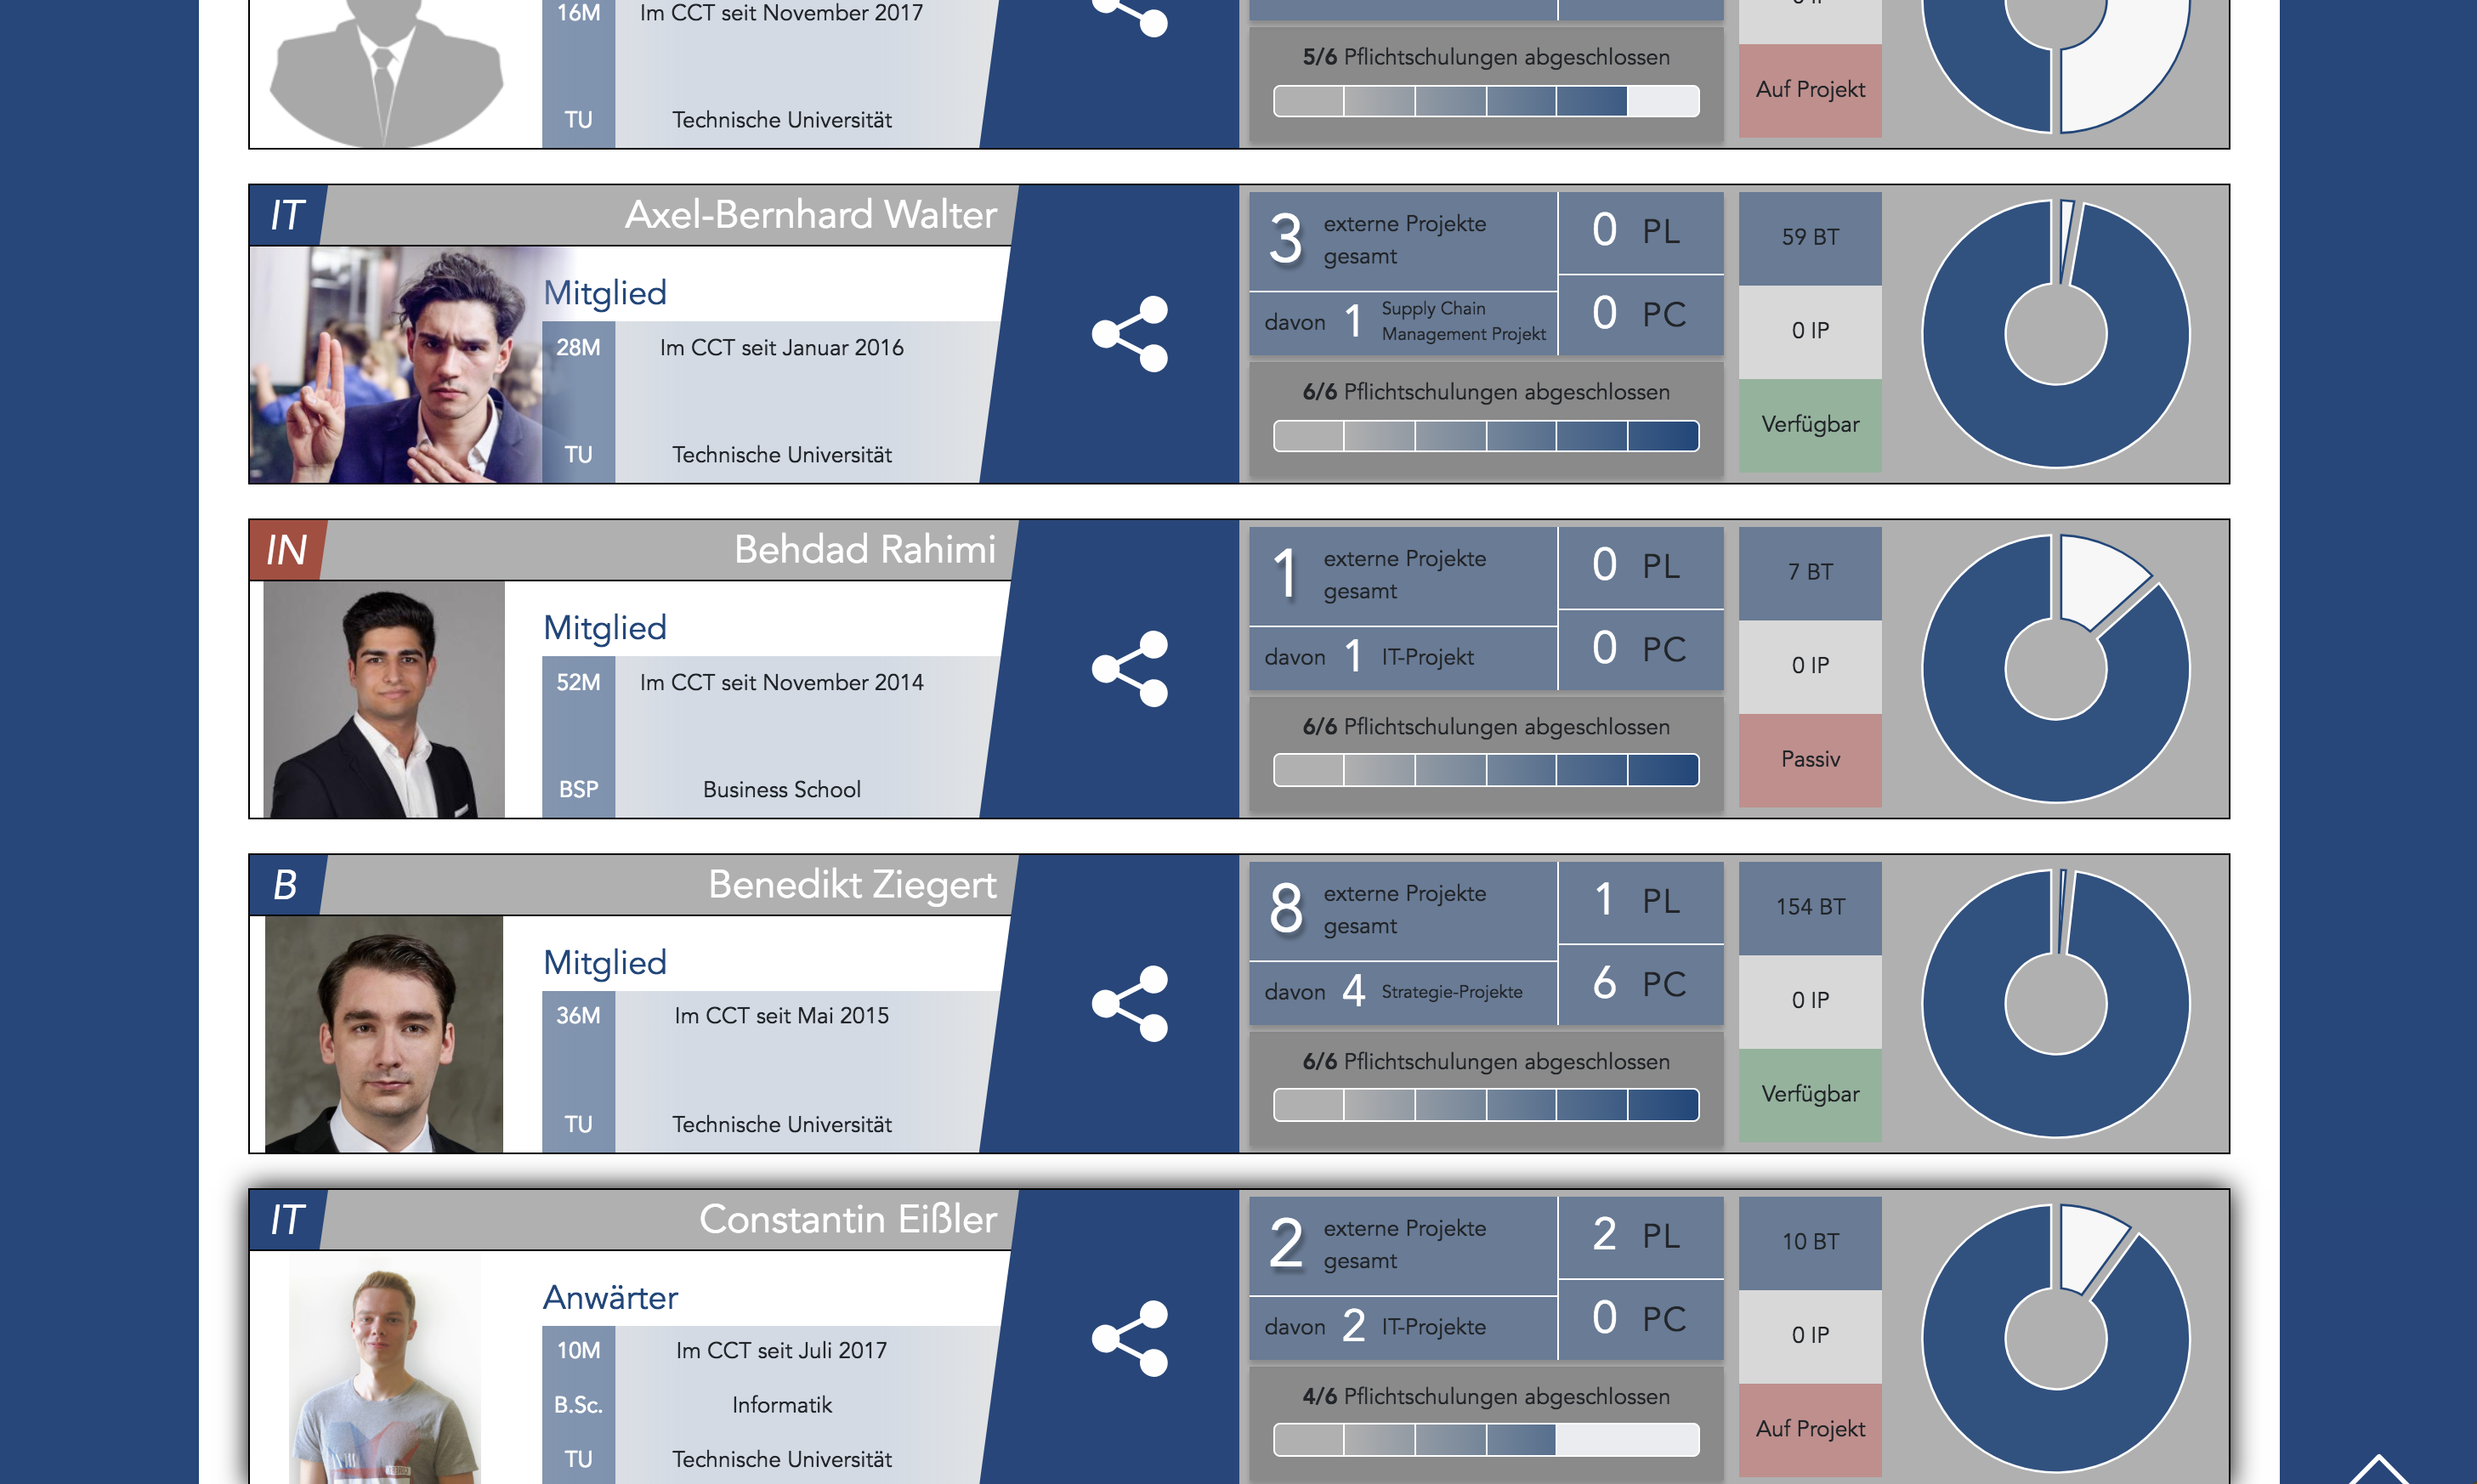 16M Im CCT seit November 2017
TU Technische Universität
5/6 Pflichtschulungen abgeschlossen
Auf Projekt
IT Axel-Bernhard Walter
Mitglied
28M Im CCT seit Januar 2016
TU Technische Universität
3 externe Projekte
gesamt
davon 1 Supply Chain
Management Projekt
0 PL
0 PC
6/6 Pflichtschulungen abgeschlossen
59 BT
0 IP
Verfügbar
IN Behdad Rahimi
Mitglied
52M Im CCT seit November 2014
BSP Business School
1 externe Projekte
gesamt
davon 1 IT-Projekt
0 PL
0 PC
6/6 Pflichtschulungen abgeschlossen
7 BT
0 IP
Passiv
B Benedikt Ziegert
Mitglied
36M Im CCT seit Mai 2015
TU Technische Universität
8 externe Projekte
gesamt
davon 4 Strategie-Projekte
1 PL
6 PC
6/6 Pflichtschulungen abgeschlossen
154 BT
0 IP
Verfügbar
IT Constantin Eißler
Anwärter
10M Im CCT seit Juli 2017
B.Sc. Informatik
TU Technische Universität
2 externe Projekte
gesamt
davon 2 IT-Projekte
2 PL
0 PC
4/6 Pflichtschulungen abgeschlossen
10 BT
0 IP
Auf Projekt